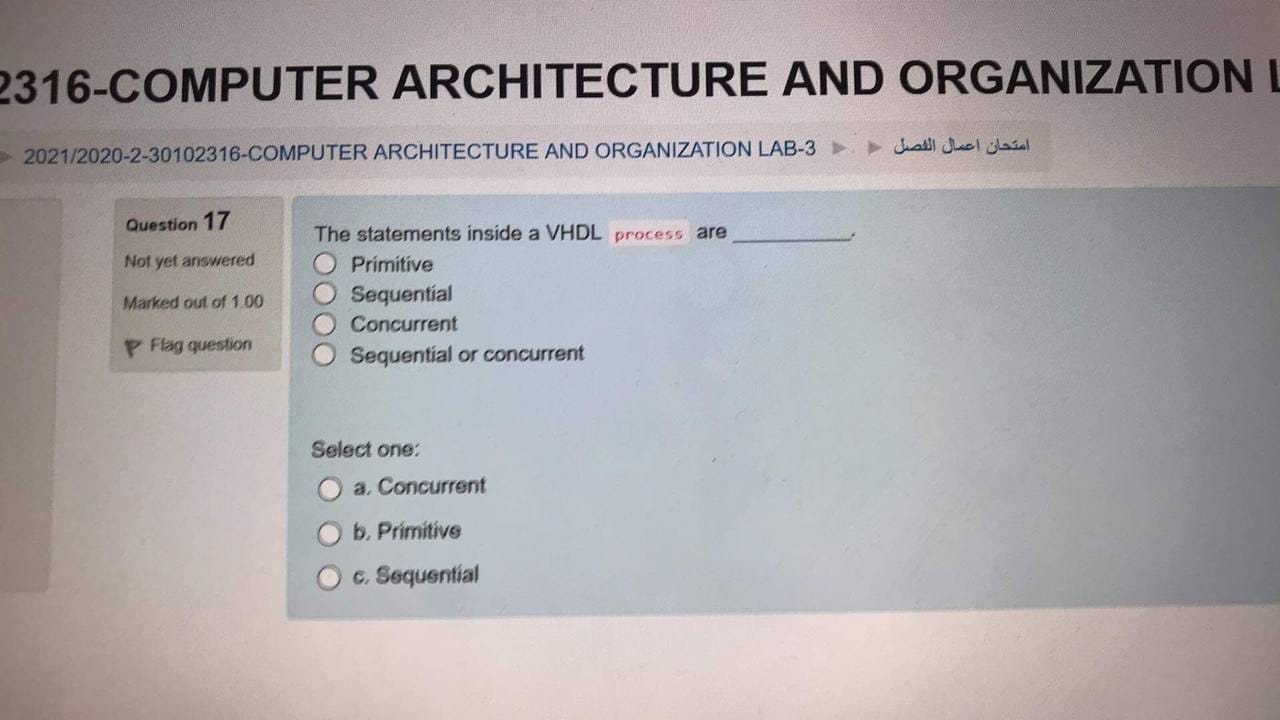 2316-COMPUTER ARCHITECTURE AND ORGANIZATION L
2021/2020-2-30102316-COMPUTER ARCHITECTURE AND ORGANIZATION LAB-3 ► . ► امتحان اعمال الفصل
Question 17
Not yet answered
Marked out of 1.00
Flag question
The statements inside a VHDL process are __________.
Primitive
Sequential
Concurrent
Sequential or concurrent
Select one:
a. Concurrent
b. Primitive
c. Sequential